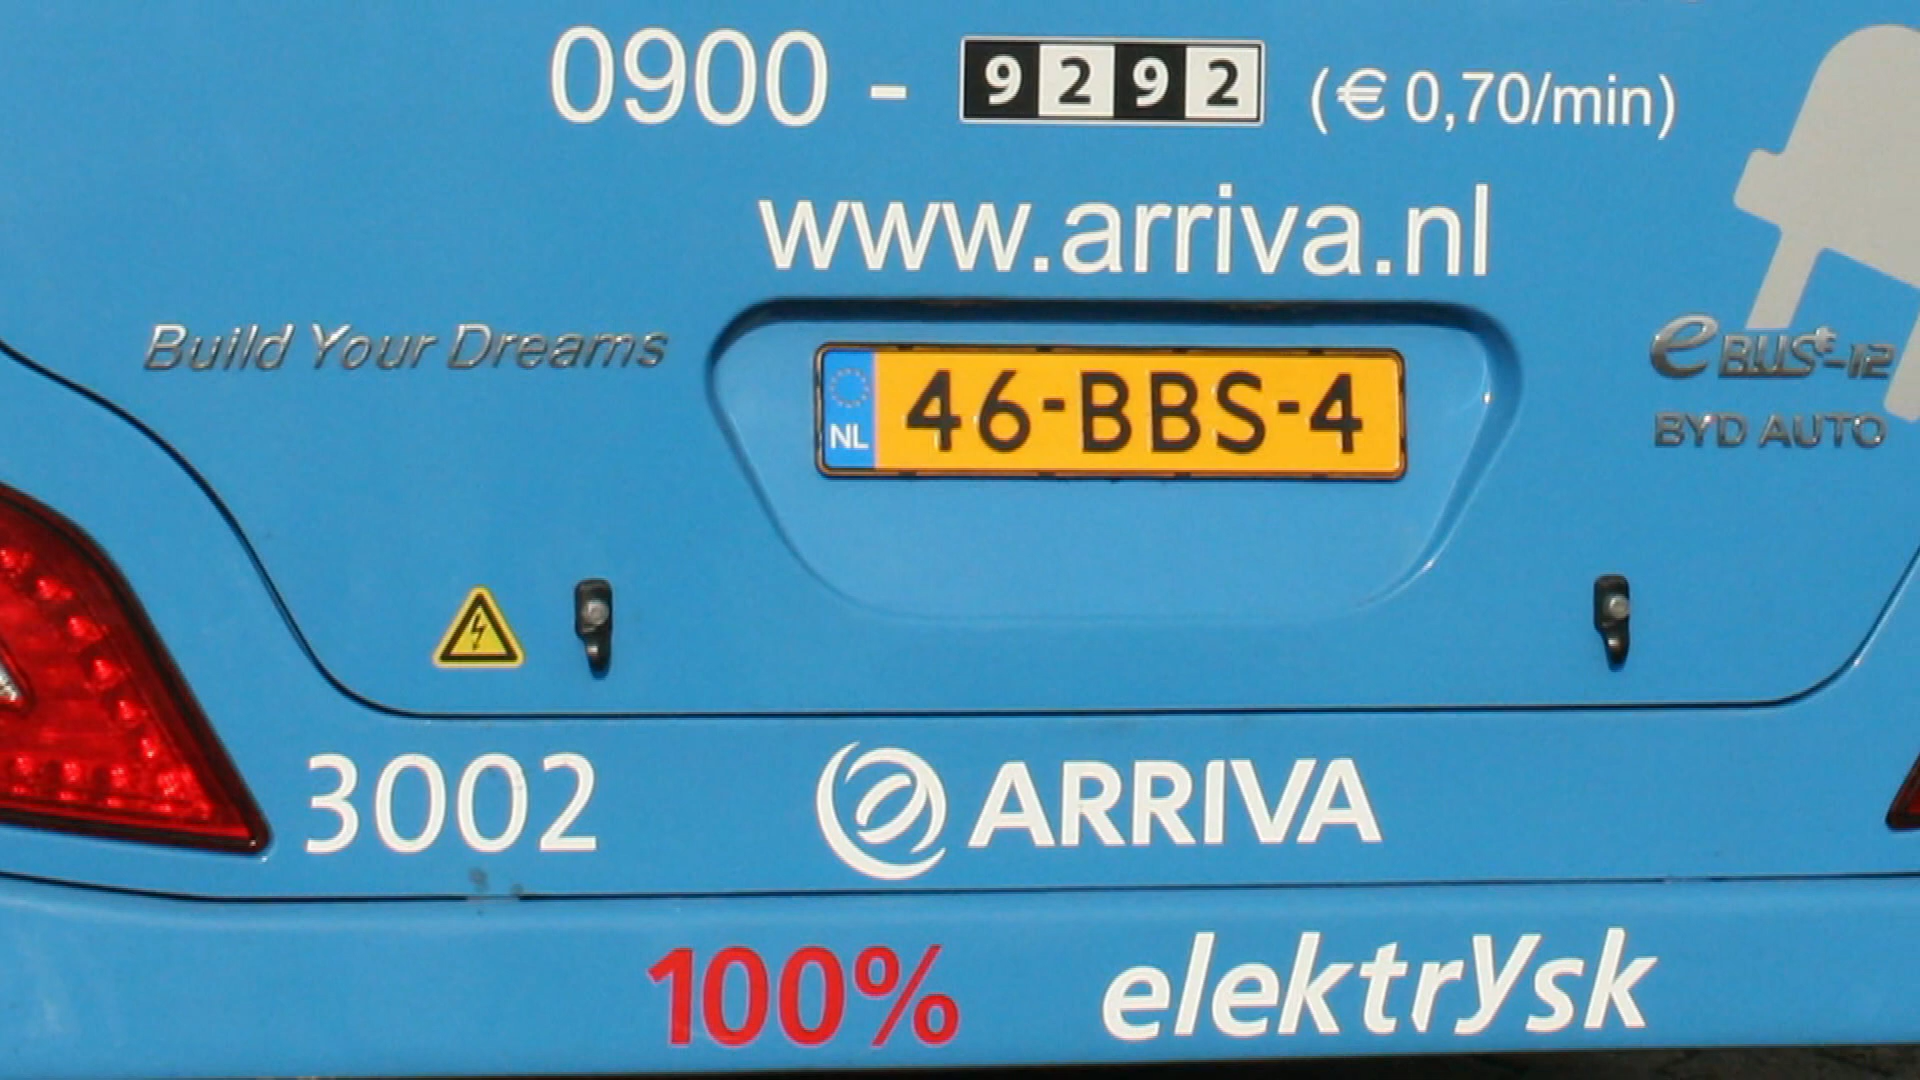 0900 - 9292 (€ 0,70/min)
www.arriva.nl
Build Your Dreams
eBUS-12
BYD AUTO
NL 46-BBS-4
3002 ARRIVA
100% elektrysk